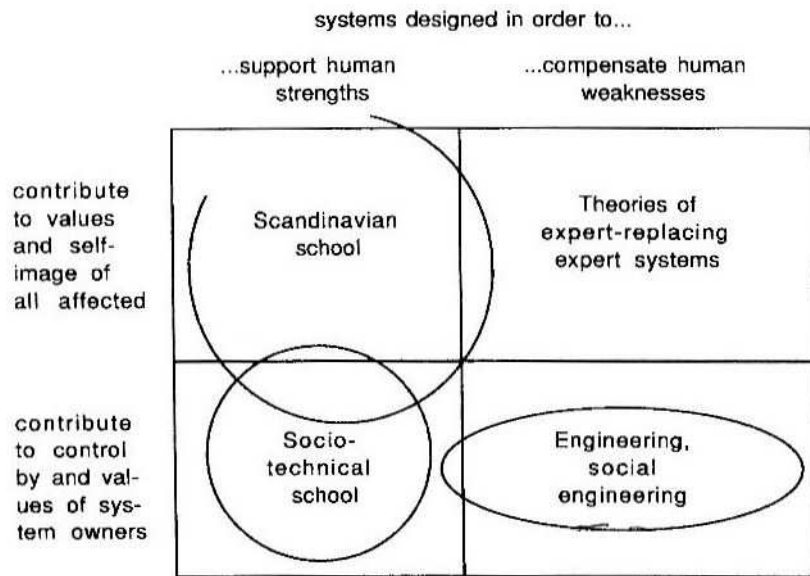 systems designed in order to...
...support human
strengths
...compensate human
weaknesses
contribute
to values
and self-
image of
all affected
Scandinavian
school
Theories of
expert-replacing
expert systems
contribute
to control
by and val-
ues of sys-
tem owners
Socio-
technical
school
Engineering,
social
engineering